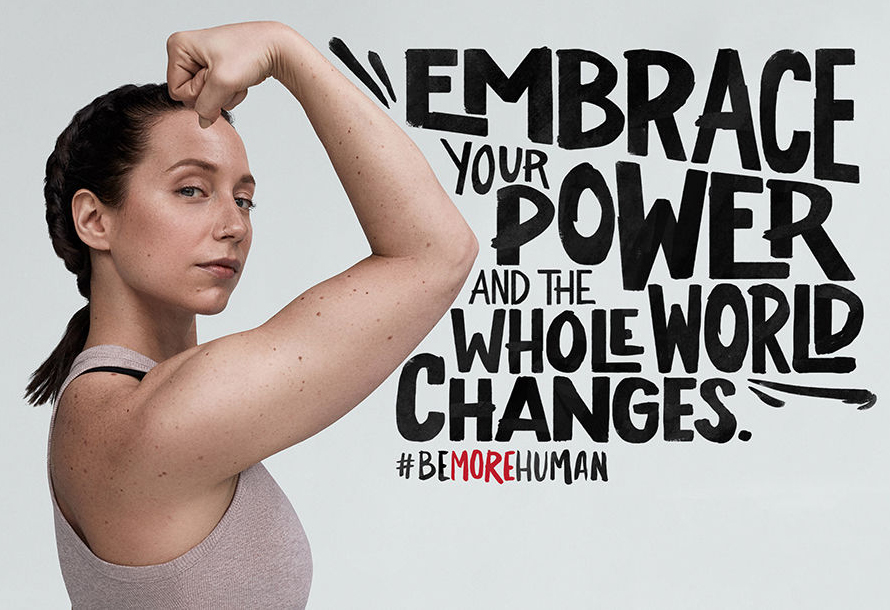 EMBRACE
YOUR
POWER
AND THE
WHOLE WORLD
CHANGES.
#BEMOREHUMAN